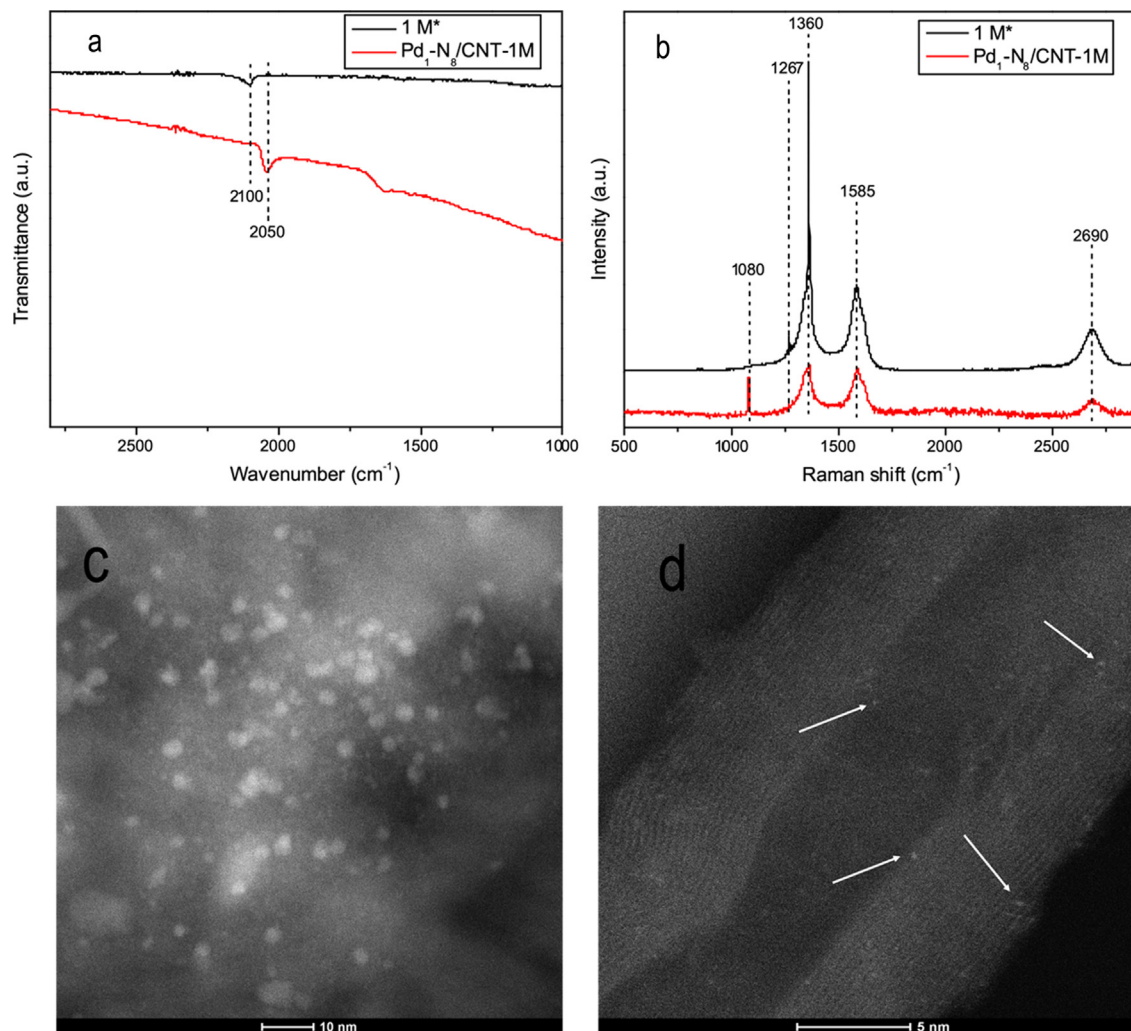 a
1 M*
Pd₁-N₈/CNT-1M
2100
2050
Transmittance (a.u.)
2500
2000
1500
1000
Wavenumber (cm⁻¹)
b
1360
1 M*
Pd₁-N₈/CNT-1M
1267
1585
2690
1080
Intensity (a.u.)
500
1000
1500
2000
2500
Raman shift (cm⁻¹)
c
10 nm
d
5 nm